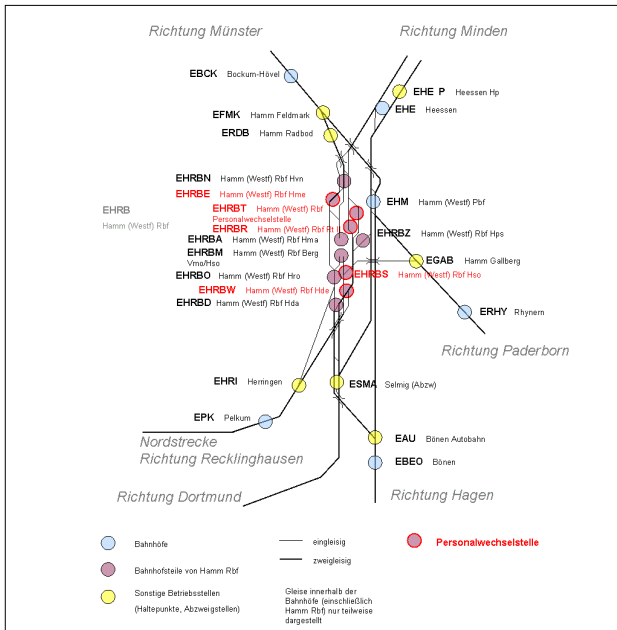 Richtung Münster
Richtung Minden
EBCK Bockum-Hövel
EHE P Heessen Hp
EHE Heessen
EFMK Hamm Feldmark
ERDB Hamm Radbod
EHRBN Hamm (Westf) Rbf Hvn
EHRBE Hamm (Westf) Rbf Hme
EHRB
Hamm (Westf) Rbf
EHRBT Hamm (Westf) Rbf
Personalwechselstelle
EHM Hamm (Westf) Pbf
EHRBR Hamm (Westf) Rbf Rt
EHRBZ Hamm (Westf) Rbf Hps
EHRBA Hamm (Westf) Rbf Hma
EHRBM Hamm (Westf) Rbf Berg
Vmo/Hso
EGAB Hamm Gallberg
EHRBO Hamm (Westf) Rbf Hro
EHRBS Hamm (Westf) Rbf Hso
EHRBW Hamm (Westf) Rbf Hde
EHRBD Hamm (Westf) Rbf Hda
ERHY Rhynern
Richtung Paderborn
EHRI Herringen
ESMA Selmig (Abzw)
EPK Pelkum
Nordstrecke
Richtung Recklinghausen
EAU Bönen Autobahn
EBEO Bönen
Richtung Dortmund
Richtung Hagen
Bahnhöfe
eingleisig
Personalwechselstelle
zweigleisig
Bahnhofsteile von Hamm Rbf
Sonstige Betriebsstellen
(Haltepunkte, Abzweigstellen)
Gleise innerhalb der
Bahnhöfe (einschließlich
Hamm Rbf) nur teilweise
dargestellt